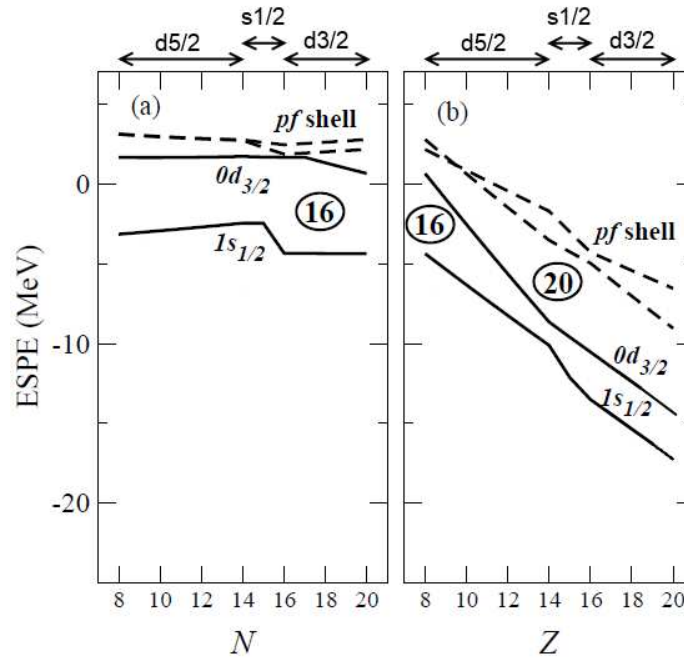 s1/2 s1/2
d5/2 d3/2 d5/2 d3/2
(a) (b)
pf shell
0 0d3/2
16 16
1s1/2 pf shell
20
ESPE (MeV)
-10
0d3/2
1s1/2
-20
8 10 12 14 16 18 20 8 10 12 14 16 18 20
N Z